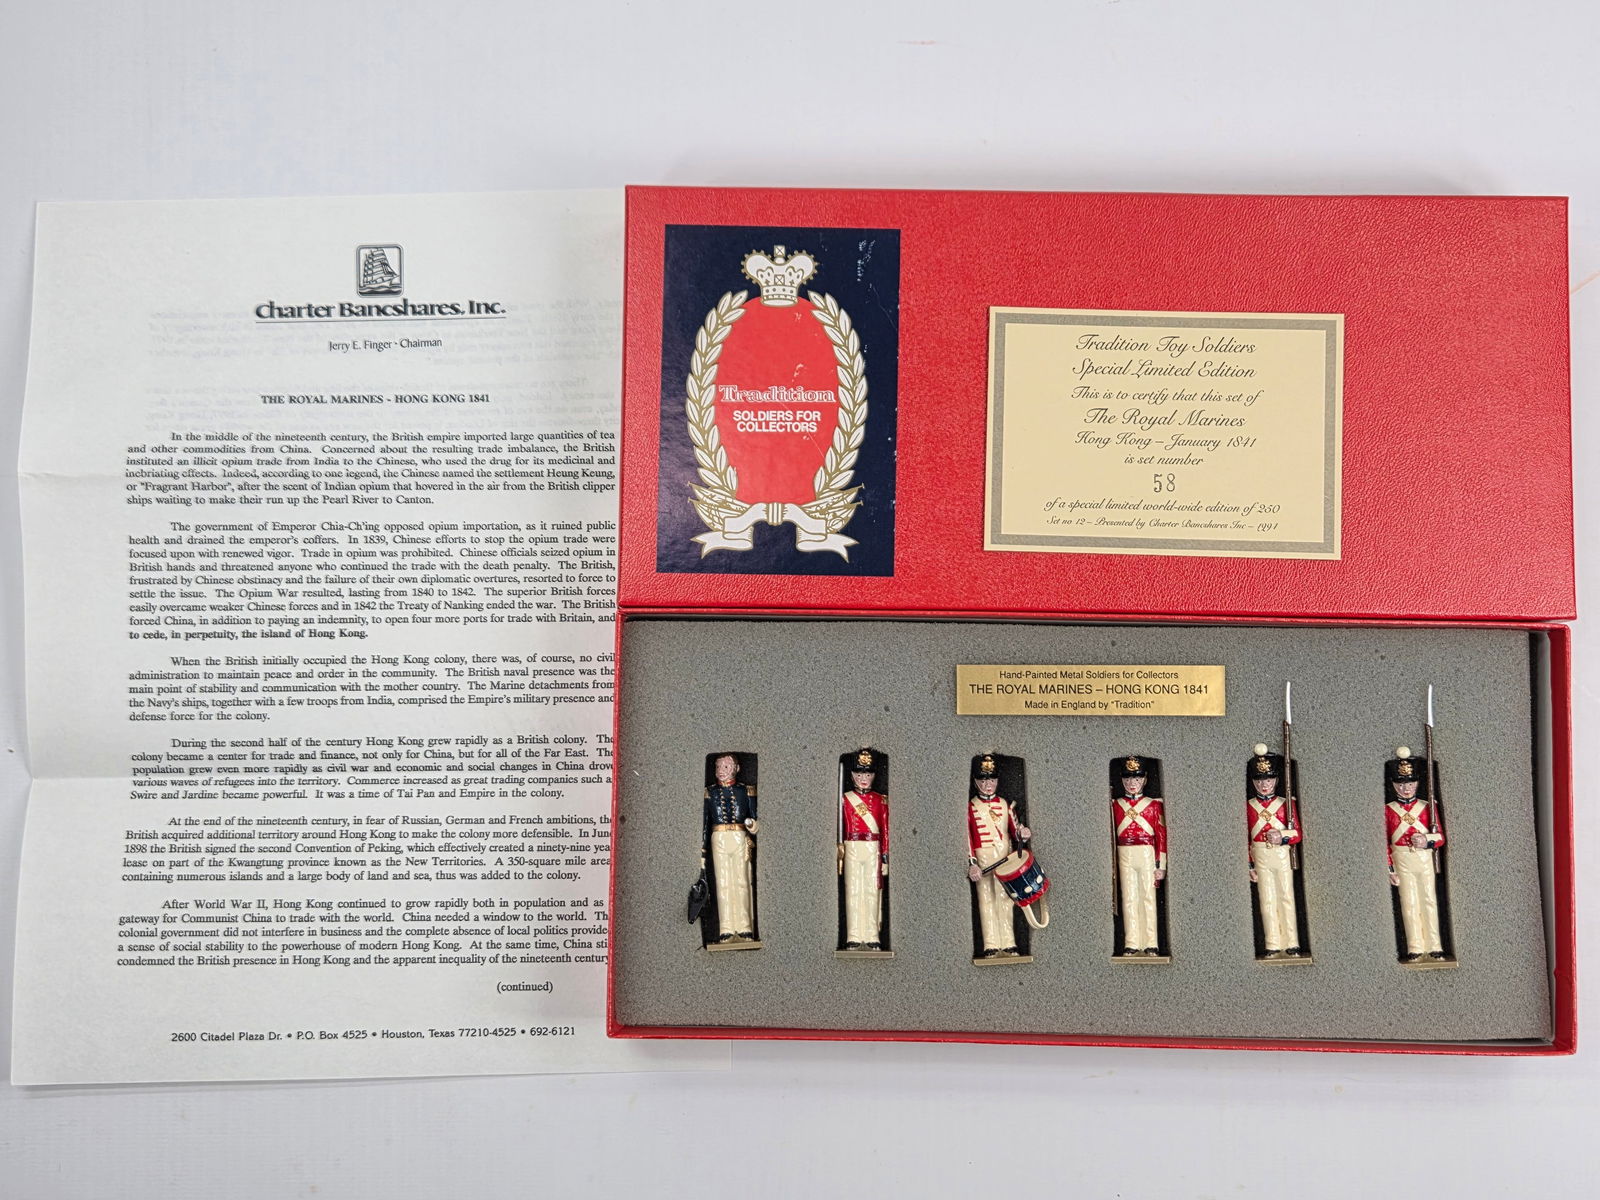 Charter Bancshares, Inc.
Jerry E. Finger • Chairman
THE ROYAL MARINES - HONG KONG 1841
In the middle of the nineteenth century, the British empire imported large quantities of tea
and other commodities from China. Concerned about the resulting trade imbalance, the British
instituted an illicit opium trade from India to the Chinese, who used the drug for its medicinal and
inebriating effects. Indeed, according to one legend, the Chinese named the settlement Heung Keung,
or "Fragrant Harbor", after the scent of Indian opium that hovered in the air from the British clipper
ships waiting to make their run up the Pearl River to Canton.
The government of Emperor Chia-Ch'ing opposed opium importation, as it ruined public
health and drained the emperor's coffers. In 1839, Chinese efforts to stop the opium trade were
focused upon with renewed vigor. Trade in opium was prohibited. Chinese officials seized opium in
British hands and threatened anyone who continued the trade with the death penalty. The British,
frustrated by Chinese obstinacy and the failure of their own diplomatic overtures, resorted to force to
settle the issue. The Opium War resulted, lasting from 1840 to 1842. The superior British forces
easily overcame weaker Chinese forces and in 1842 the Treaty of Nanking ended the war. The British
forced China, in addition to paying an indemnity, to open four more ports for trade with Britain, and
to cede, in perpetuity, the island of Hong Kong.
When the British initially occupied the Hong Kong colony, there was, of course, no civil
administration to maintain peace and order in the community. The British naval presence was the
main point of stability and communication with the mother country. The Marine detachments from
the Navy's ships, together with a few troops from India, comprised the Empire's military presence and
defense force for the colony.
During the second half of the century Hong Kong grew rapidly as a British colony. The
colony became a center for trade and finance, not only for China, but for all of the Far East. The
population grew even more rapidly as civil war and economic and social changes in China drove
various waves of refugees into the territory. Commerce increased as great trading companies such a
Swire and Jardine became powerful. It was a time of Tai Pan and Empire in the colony.
At the end of the nineteenth century, in fear of Russian, German and French ambitions, the
British acquired additional territory around Hong Kong to make the colony more defensible. In June
1898 the British signed the second Convention of Peking, which effectively created a ninety-nine yea
lease on part of the Kwangtung province known as the New Territories. A 350-square mile area
containing numerous islands and a large body of land and sea, thus was added to the colony.
After World War II, Hong Kong continued to grow rapidly both in population and as
gateway for Communist China to trade with the world. China needed a window to the world. Th
colonial government did not interfere in business and the complete absence of local politics provide
a sense of social stability to the powerhouse of modern Hong Kong. At the same time, China sti
condemned the British presence in Hong Kong and the apparent inequality of the nineteenth century
(continued)
2600 Citadel Plaza Dr. • P.O. Box 4525 • Houston, Texas 77210-4525 • 692-6121
Tradition
SOLDIERS FOR
COLLECTORS
Tradition Toy Soldiers
Special Limited Edition
This is to certify that this set of
The Royal Marines
Hong Kong – January 1841
is set number
58
of a special limited world-wide edition of 250
Set no 12 – Presented by Charter Bancshares Inc – 1991
Hand-Painted Metal Soldiers for Collectors
THE ROYAL MARINES – HONG KONG 1841
Made in England by "Tradition"